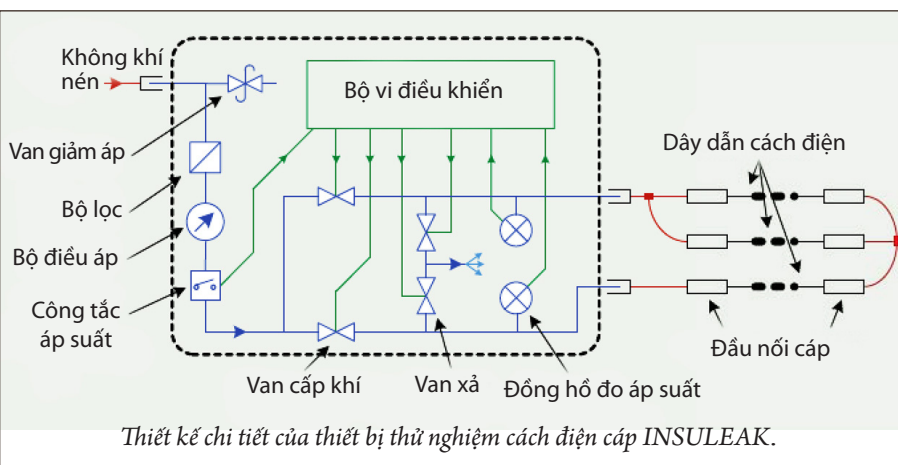 Không khí
nén
Bộ vi điều khiển
Van giảm áp
Dây dẫn cách điện
Bộ lọc
Bộ điều áp
Công tắc
áp suất
Đầu nối cáp
Van cấp khí
Van xả
Đồng hồ đo áp suất
Thiết kế chi tiết của thiết bị thử nghiệm cách điện cáp INSULEAK.